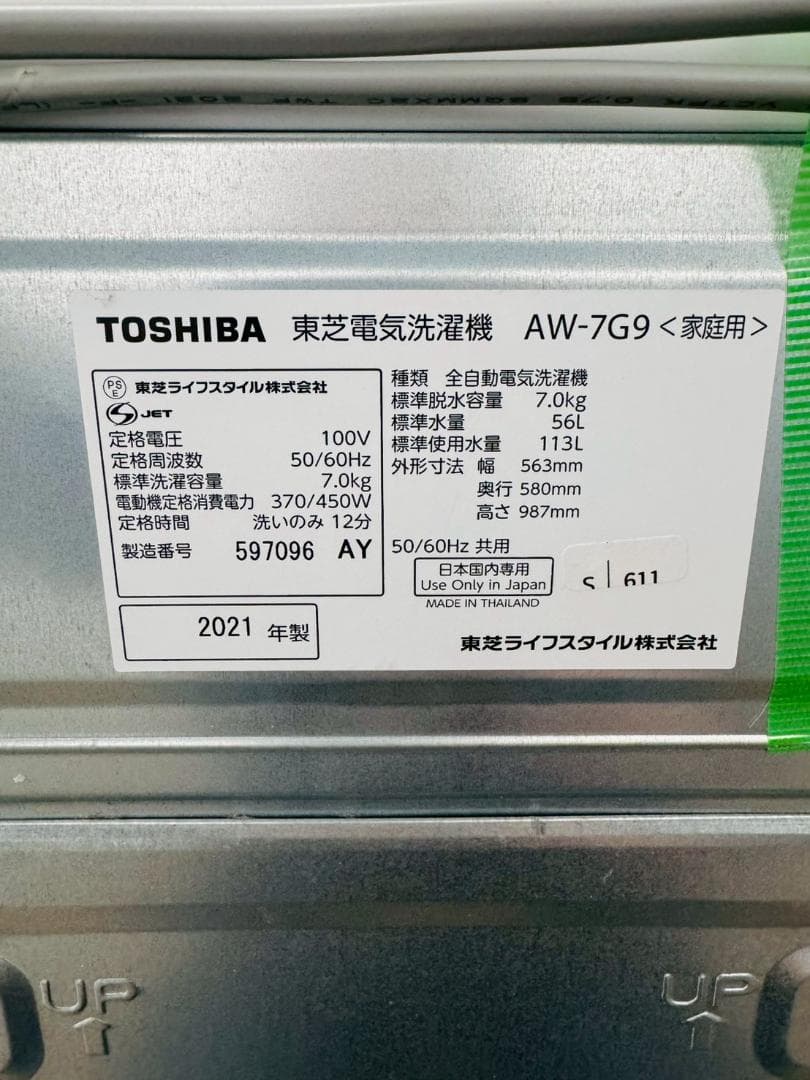 TOSHIBA 東芝電気洗濯機 AW-7G9 <家庭用>
PS
E 東芝ライフスタイル株式会社
S JET
定格電圧 100V
定格周波数 50/60Hz
標準洗濯容量 7.0kg
電動機定格消費電力 370/450W
定格時間 洗いのみ 12分
製造番号 597096 AY
2021 年製
種類 全自動電気洗濯機
標準脱水容量 7.0kg
標準水量 56L
標準使用水量 113L
外形寸法 幅 563mm
奥行 580mm
高さ 987mm
50/60Hz 共用
日本国内専用
Use Only in Japan
MADE IN THAILAND
S 611
東芝ライフスタイル株式会社
UP
UP